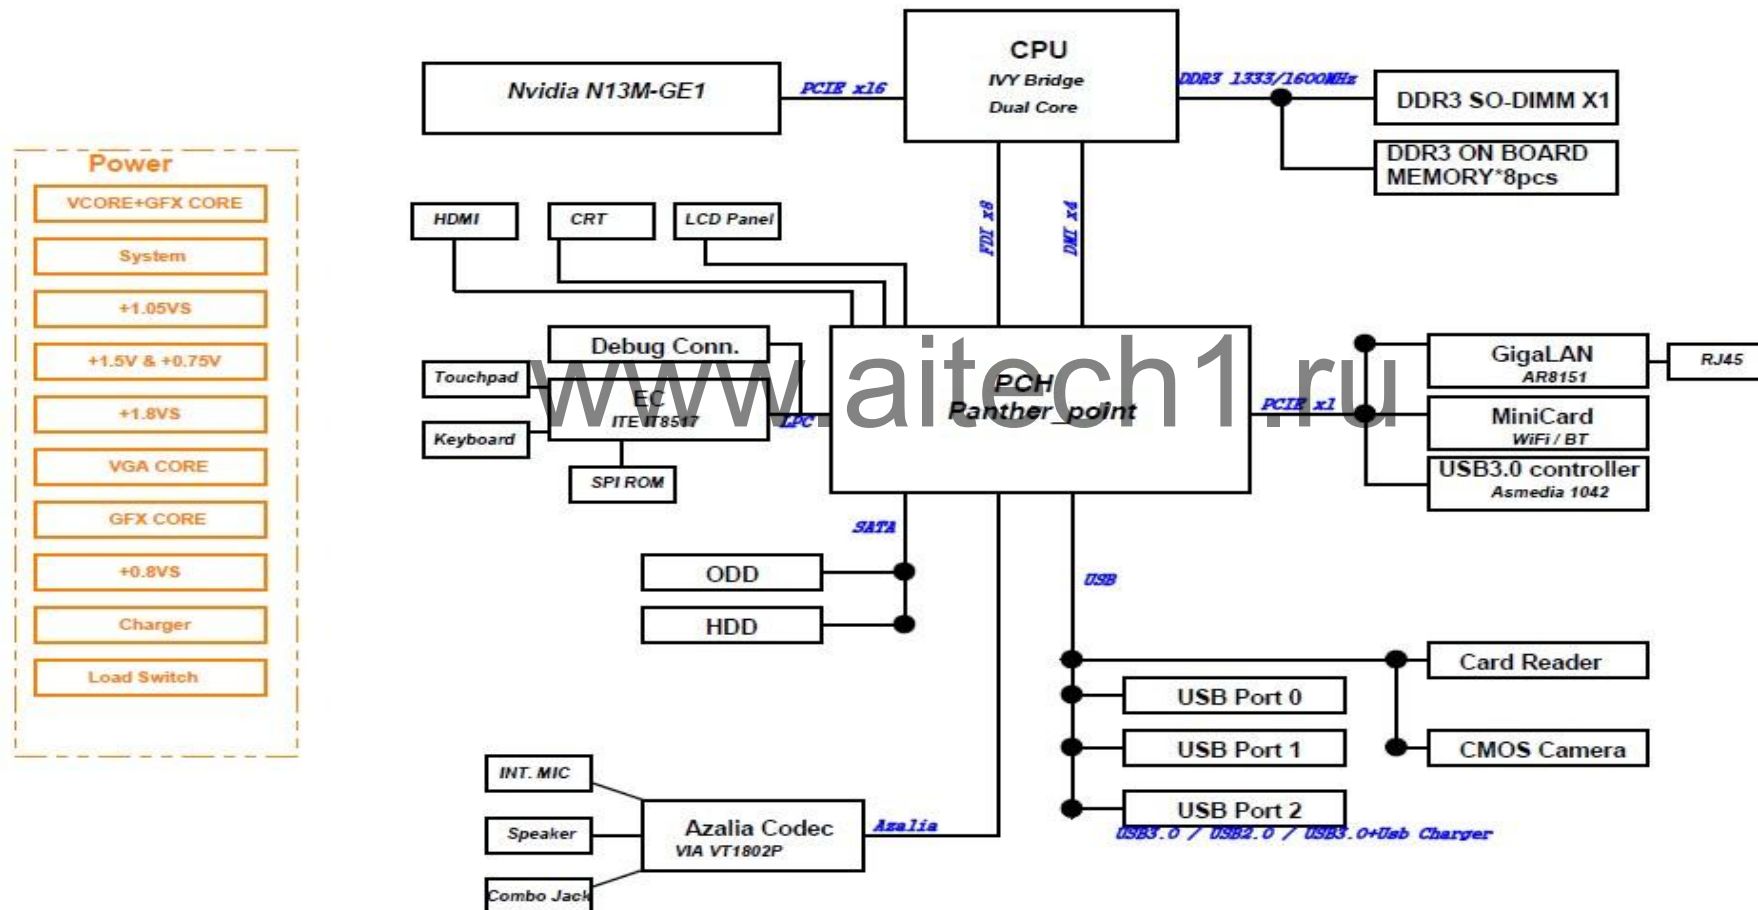 CPU
IVY Bridge
Dual Core
Nvidia N13M-GE1
PCIE x16
DDR3 1333/1600MHz
DDR3 SO-DIMM X1
DDR3 ON BOARD
MEMORY*8pcs
Power
VCORE+GFX CORE
System
+1.05VS
+1.5V & +0.75V
+1.8VS
VGA CORE
GFX CORE
+0.8VS
Charger
Load Switch
HDMI
CRT
LCD Panel
FDI x8
DMI x4
Debug Conn.
Touchpad
EC
ITE IT8517
Keyboard
SPI ROM
LPC
PCH
Panther_point
www.aitech1.ru
PCIE x1
GigaLAN
AR8151
RJ45
MiniCard
WiFi / BT
USB3.0 controller
Asmedia 1042
SATA
ODD
HDD
USB
Card Reader
USB Port 0
USB Port 1
CMOS Camera
USB Port 2
USB3.0 / USB2.0 / USB3.0+Usb Charger
INT. MIC
Speaker
Combo Jack
Azalia Codec
VIA VT1802P
Azalia